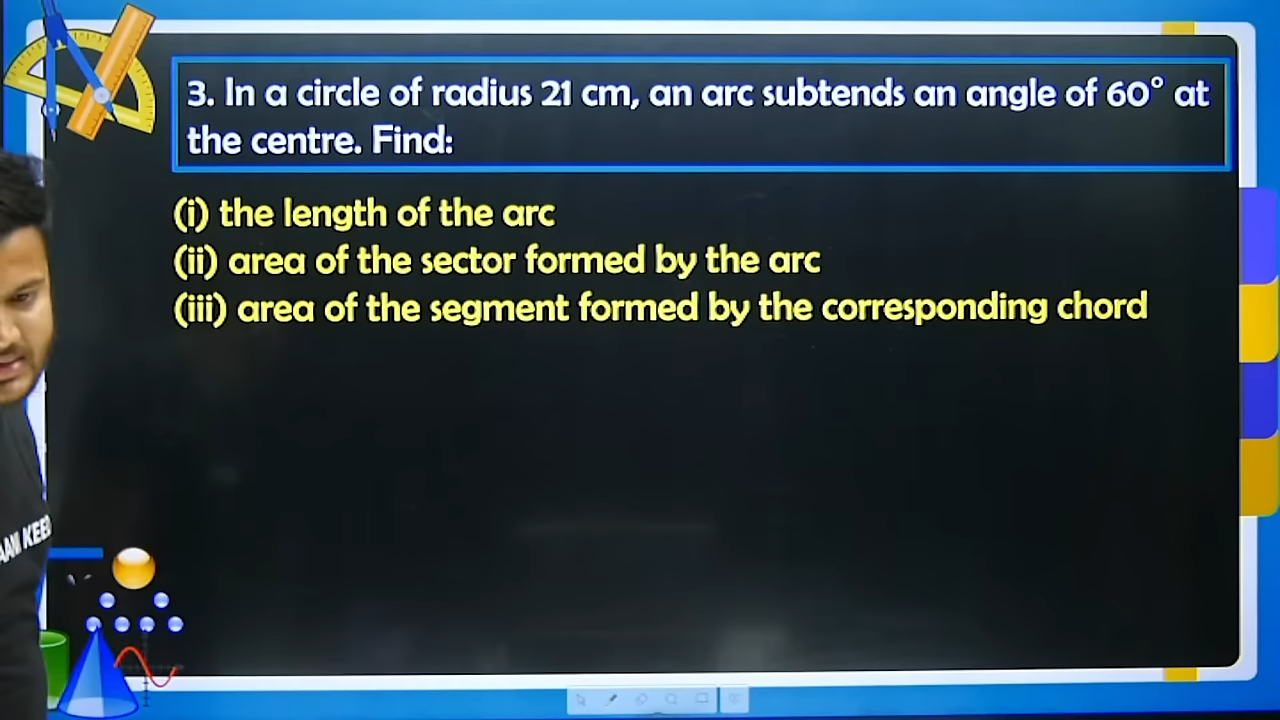 3. In a circle of radius 21 cm, an arc subtends an angle of 60° at
the centre. Find:
(i) the length of the arc
(ii) area of the sector formed by the arc
(iii) area of the segment formed by the corresponding chord